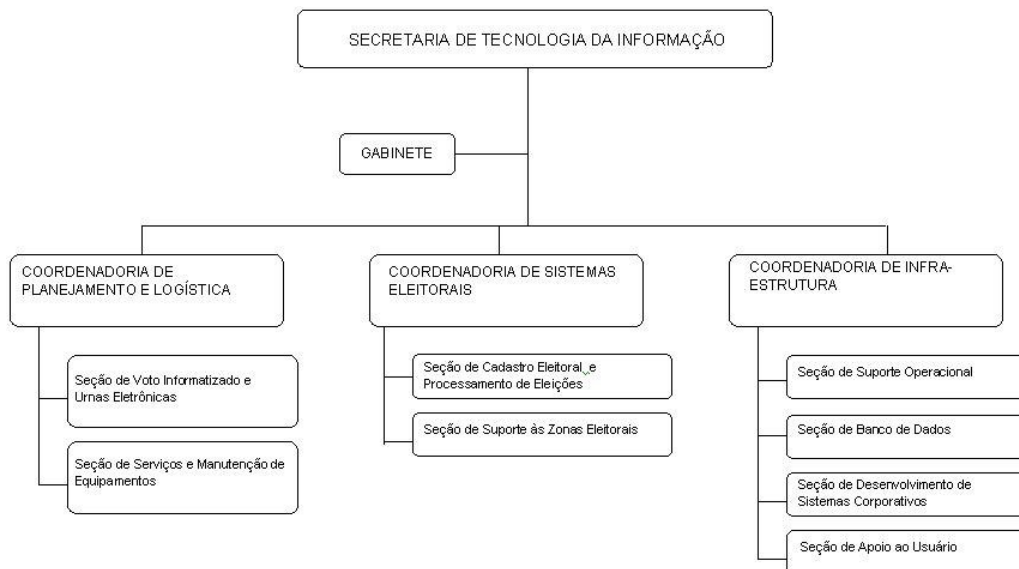 SECRETARIA DE TECNOLOGIA DA INFORMAÇÃO
GABINETE
COORDENADORIA DE
PLANEJAMENTO E LOGÍSTICA
Seção de Voto Informatizado e
Urnas Eletrônicas
Seção de Serviços e Manutenção de
Equipamentos
COORDENADORIA DE SISTEMAS
ELEITORAIS
Seção de Cadastro Eleitoral e
Processamento de Eleições
Seção de Suporte às Zonas Eleitorais
COORDENADORIA DE INFRA-
ESTRUTURA
Seção de Suporte Operacional
Seção de Banco de Dados
Seção de Desenvolvimento de
Sistemas Corporativos
Seção de Apoio ao Usuário